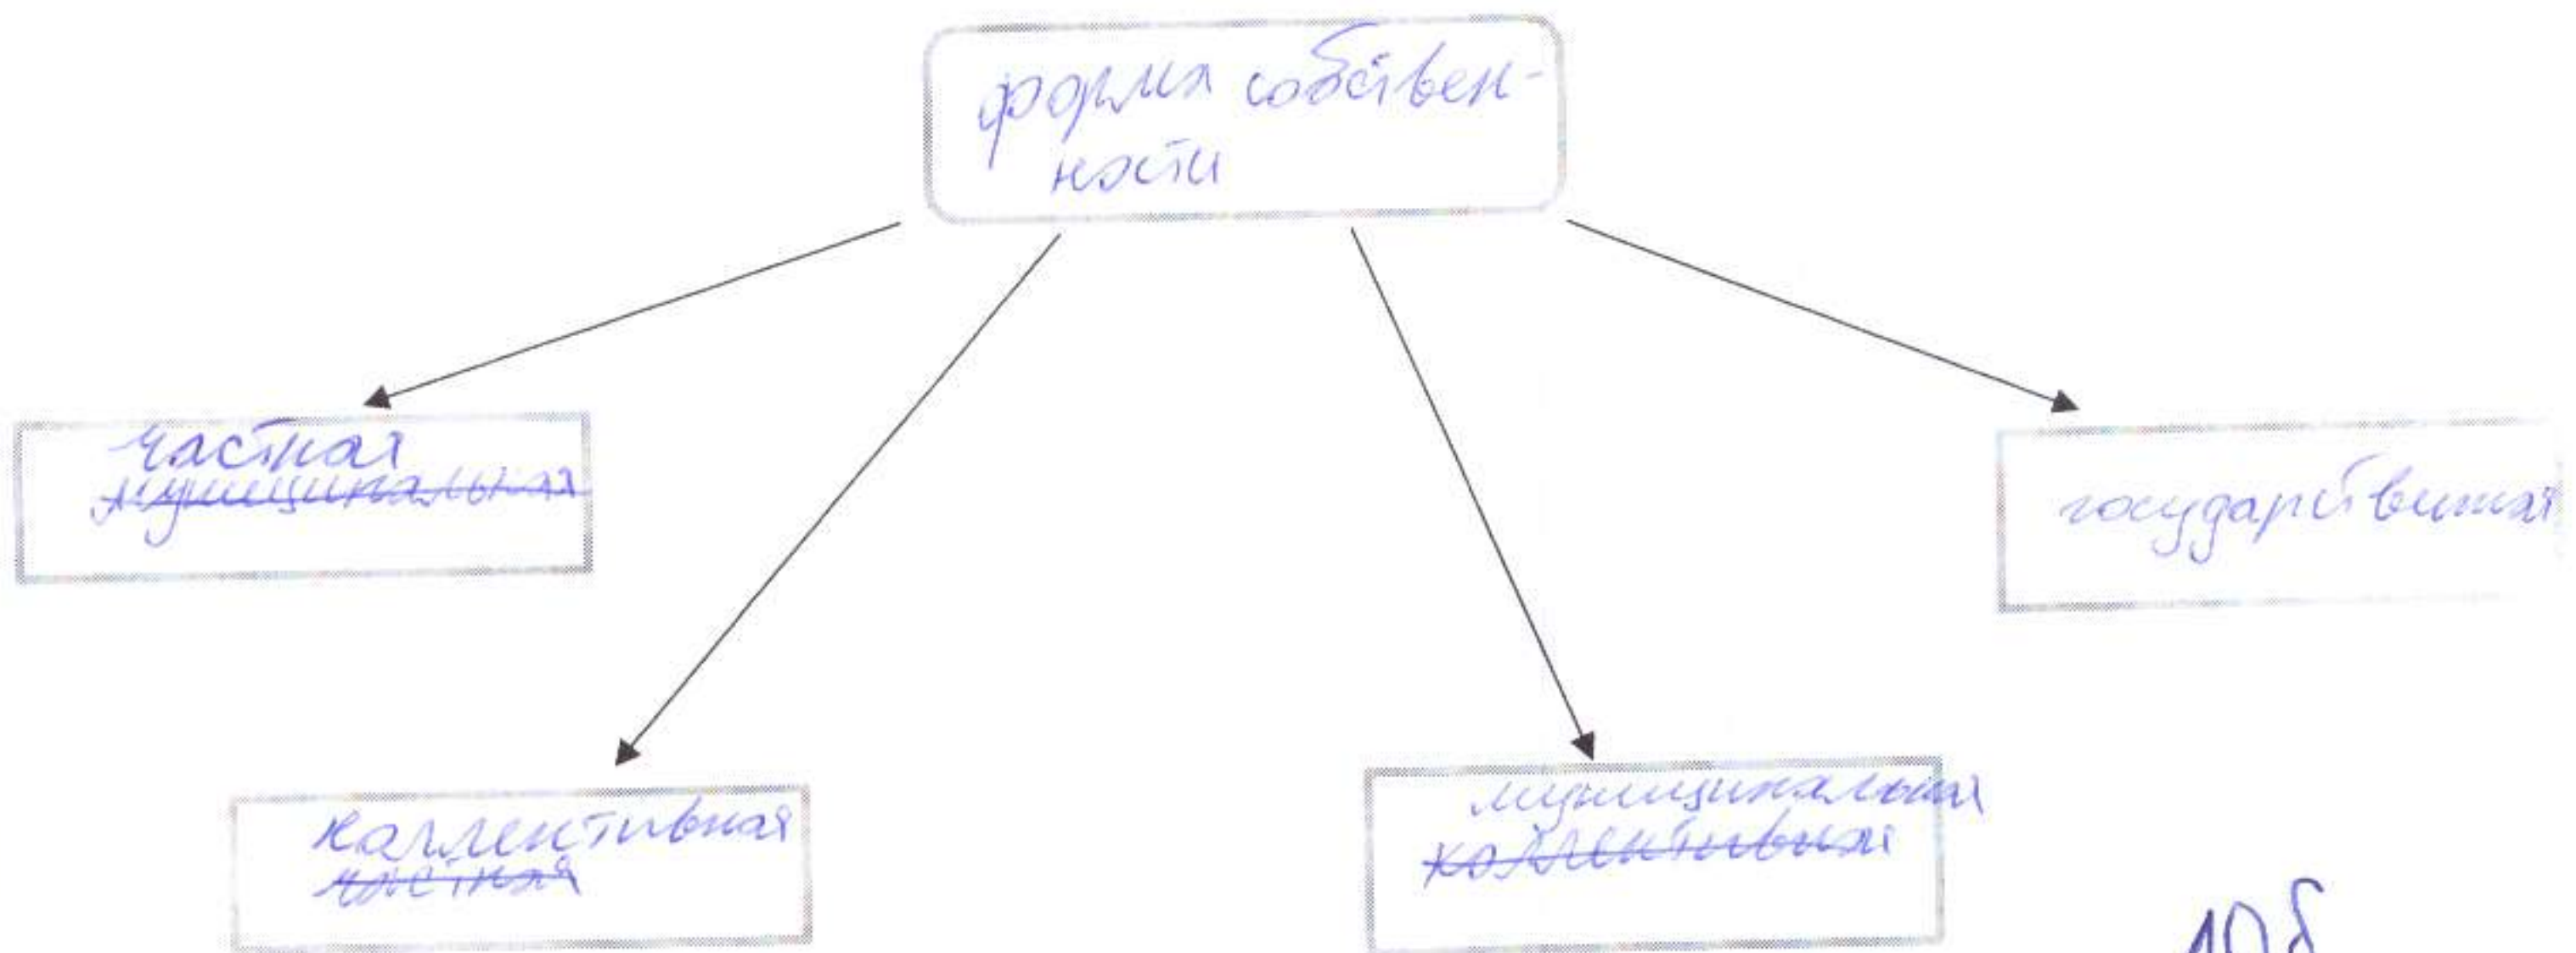 форма собствен-
ности
частная
муниципальная
государственная
коллективная
частная
муниципальная
коллективная
10б